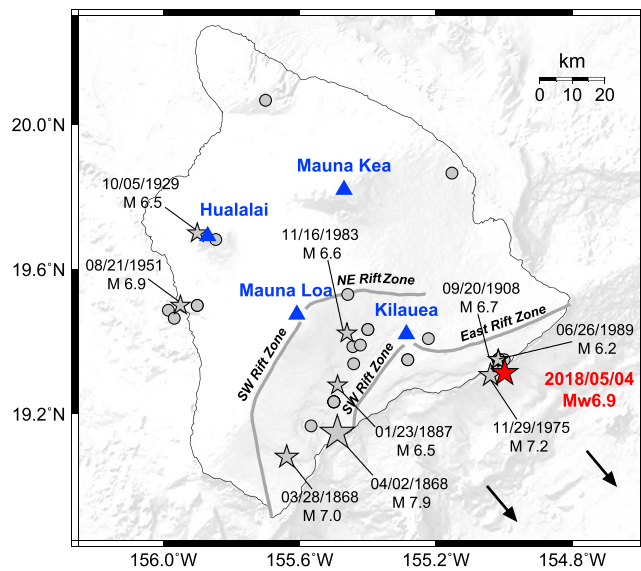 km
0 10 20
20.0°N
19.6°N
19.2°N
Mauna Kea
10/05/1929
M 6.5
Hualalai
11/16/1983
M 6.6
08/21/1951
M 6.9
NE Rift Zone
Mauna Loa
09/20/1908
M 6.7
Kilauea
East Rift Zone
06/26/1989
M 6.2
SW Rift Zone
SW Rift Zone
2018/05/04
Mw6.9
01/23/1887
M 6.5
11/29/1975
M 7.2
04/02/1868
M 7.9
03/28/1868
M 7.0
156.0°W 155.6°W 155.2°W 154.8°W